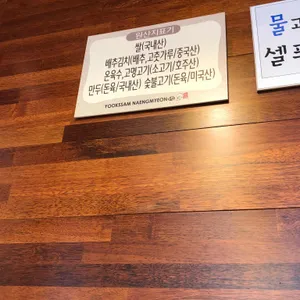 원산지표기
쌀(국내산)
배추김치(배추,고춧가루/중국산)
온육수,고명고기(소고기/호주산)
만두(돈육/국내산) 숯불고기(돈육/미국산)
YOOKSSAM NAENGMYEON
물
셀프